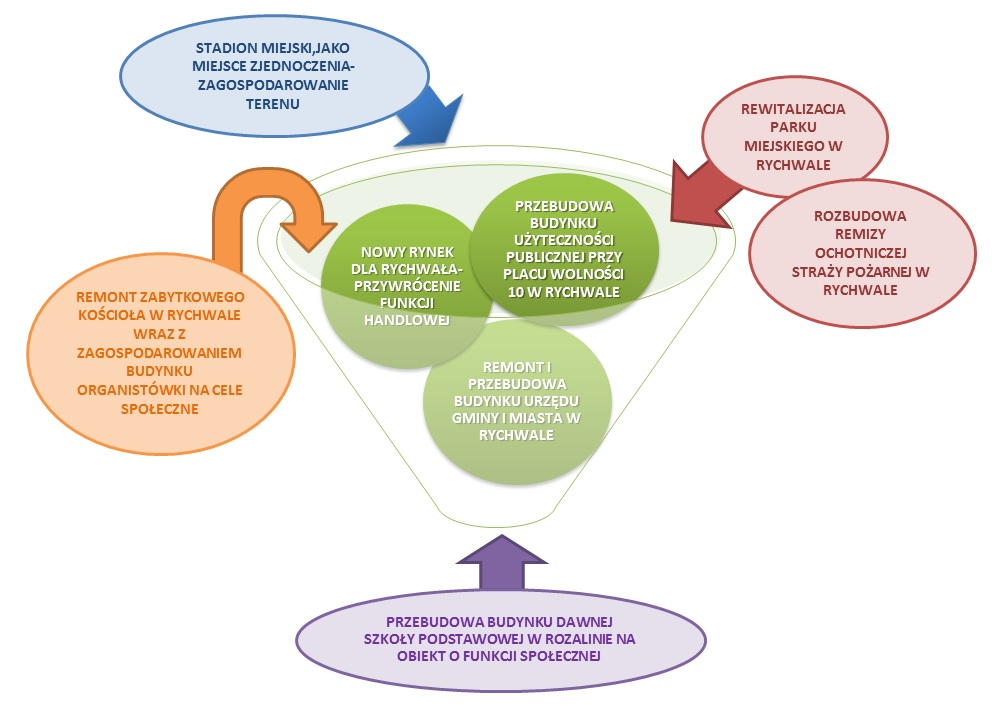 STADION MIEJSKI,JAKO
MIEJSCE ZJEDNOCZENIA-
ZAGOSPODAROWANIE
TERENU
REWITALIZACJA
PARKU
MIEJSKIEGO W
RYCHWALE
ROZBUDOWA
REMIZY
OCHOTNICZEJ
STRAŻY POŻARNEJ W
RYCHWALE
PRZEBUDOWA
BUDYNKU
UŻYTECZNOŚCI
PUBLICZNEJ PRZY
PLACU WOLNOŚCI
10 W RYCHWALE
NOWY RYNEK
DLA RYCHWAŁA-
PRZYWRÓCENIE
FUNKCJI
HANDLOWEJ
REMONT I
PRZEBUDOWA
BUDYNKU URZĘDU
GMINY I MIASTA W
RYCHWALE
REMONT ZABYTKOWEGO
KOŚCIOŁA W RYCHWALE
WRAZ Z
ZAGOSPODAROWANIEM
BUDYNKU
ORGANISTÓWKI NA CELE
SPOŁECZNE
PRZEBUDOWA BUDYNKU DAWNEJ
SZKOŁY PODSTAWOWEJ W ROZALINIE NA
OBIEKT O FUNKCJI SPOŁECZNEJ